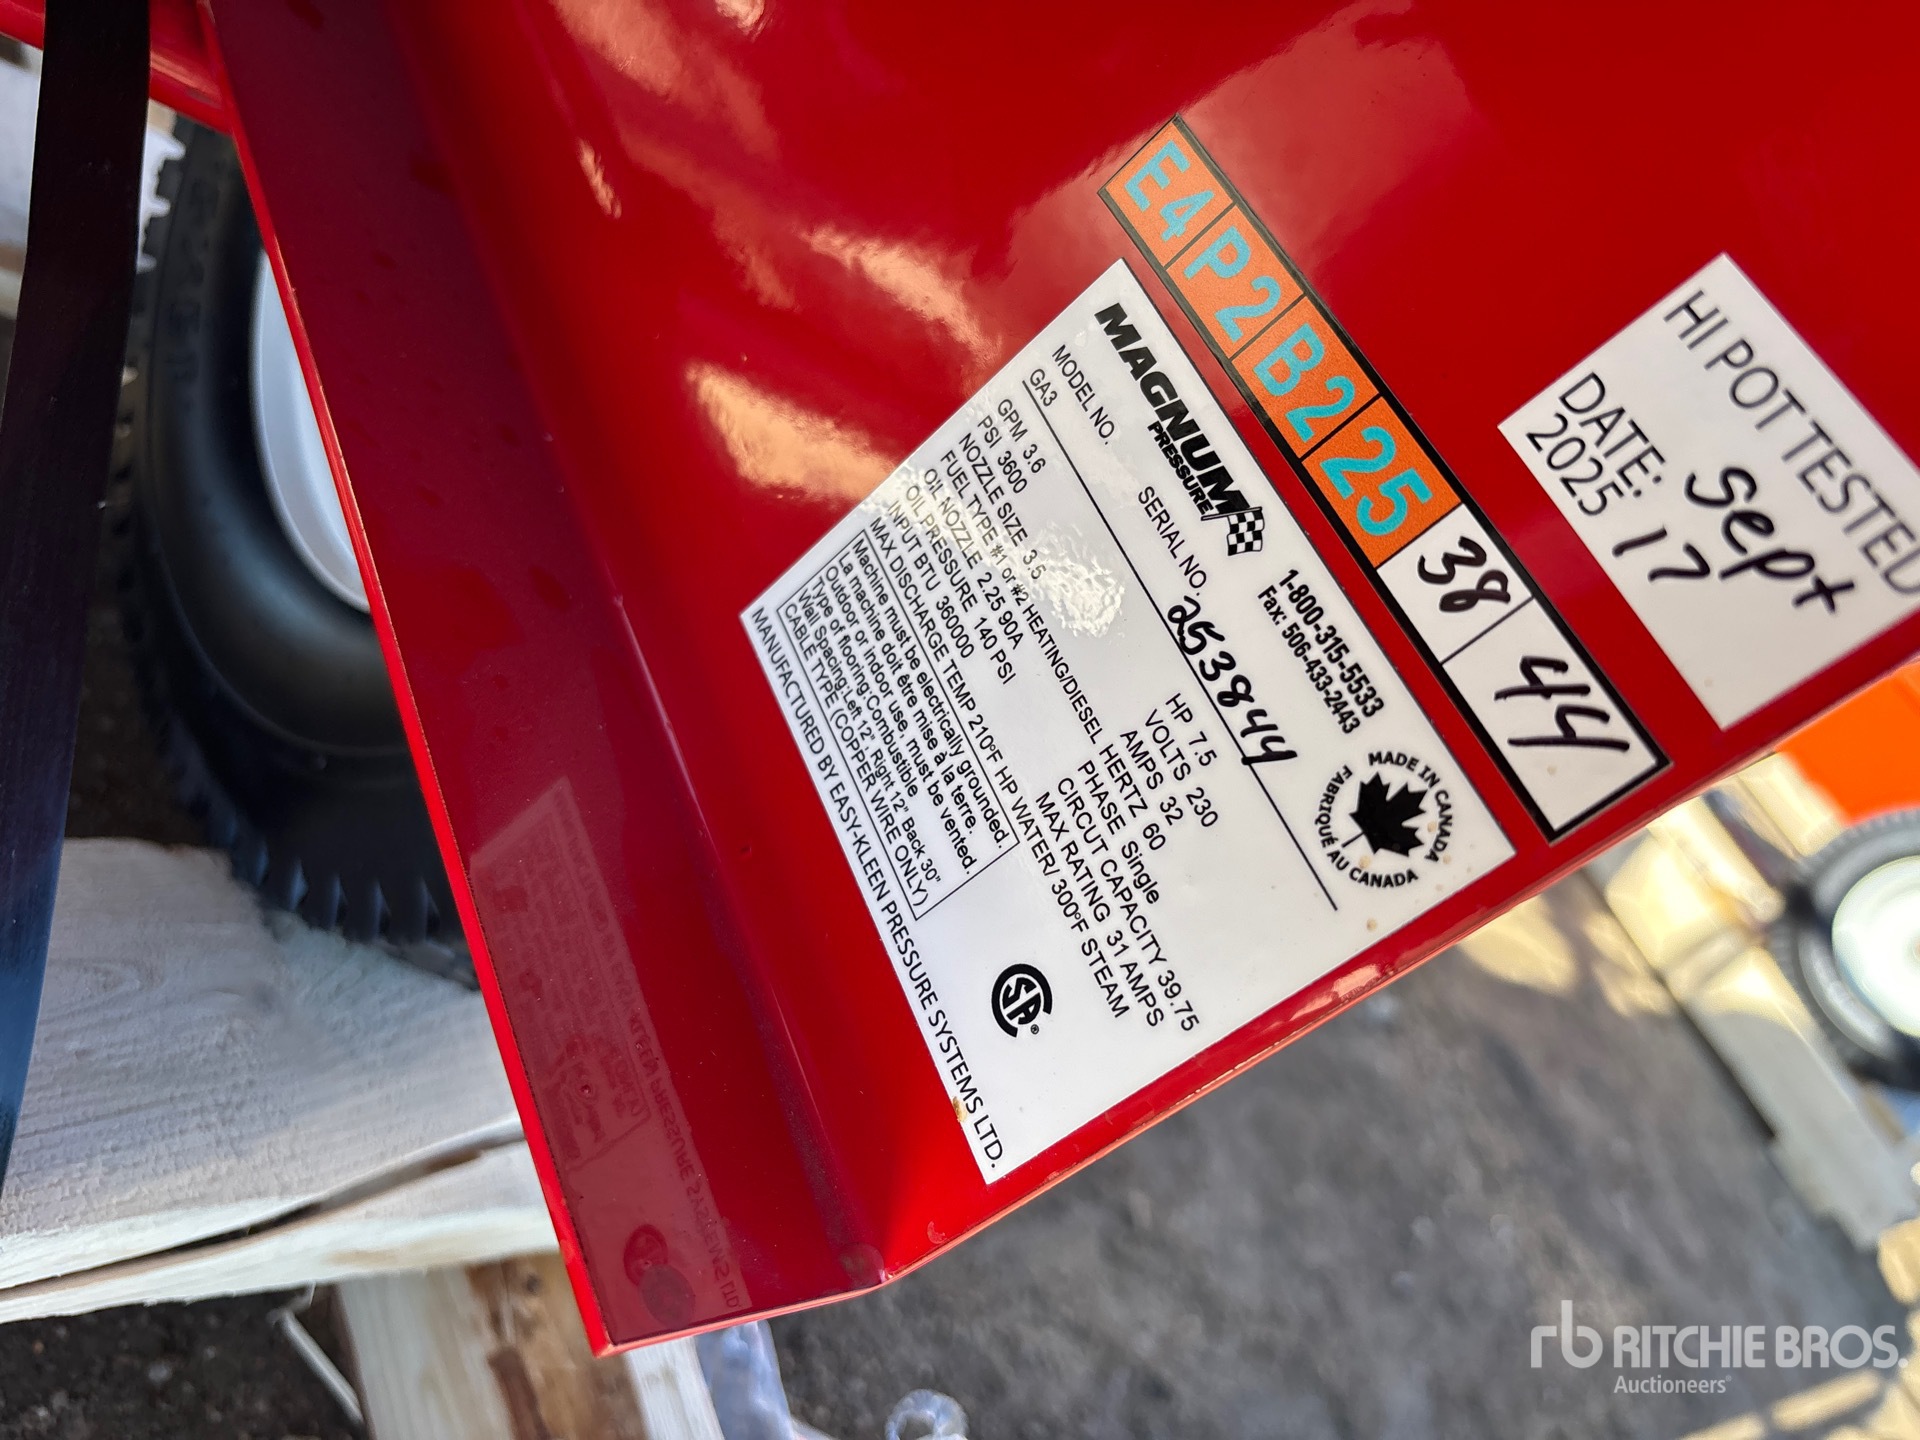 E4 P2 B2 25 38 44
HI POT TESTED
DATE: Sept
2025 17
MAGNUM
PRESSURE
1-800-315-5533
Fax: 506-433-2443
MADE IN CANADA
FABRIQUÉ AU CANADA
MODEL NO. SERIAL NO. 253844
GA3
GPM 3.6 HP 7.5
PSI 3600 VOLTS 230
NOZZLE SIZE 3.5 AMPS 32
FUEL TYPE #1 or #2 HEATING/DIESEL HERTZ 60
OIL NOZZLE 2.25 90A PHASE Single
OIL PRESSURE 140 PSI CIRCUT CAPACITY 39.75
INPUT BTU 360000 MAX RATING 31 AMPS
MAX DISCHARGE TEMP 210ºF HP WATER/ 300ºF STEAM
Machine must be electrically grounded.
La machine doit être mise à la terre.
Outdoor or indoor use, must be vented.
Type of flooring:Combustible
Wall Spacing:Left 12" Right 12" Back 30"
CABLE TYPE (COPPER WIRE ONLY)
MANUFACTURED BY EASY-KLEEN PRESSURE SYSTEMS LTD.
SA®
rb RITCHIE BROS.
Auctioneers